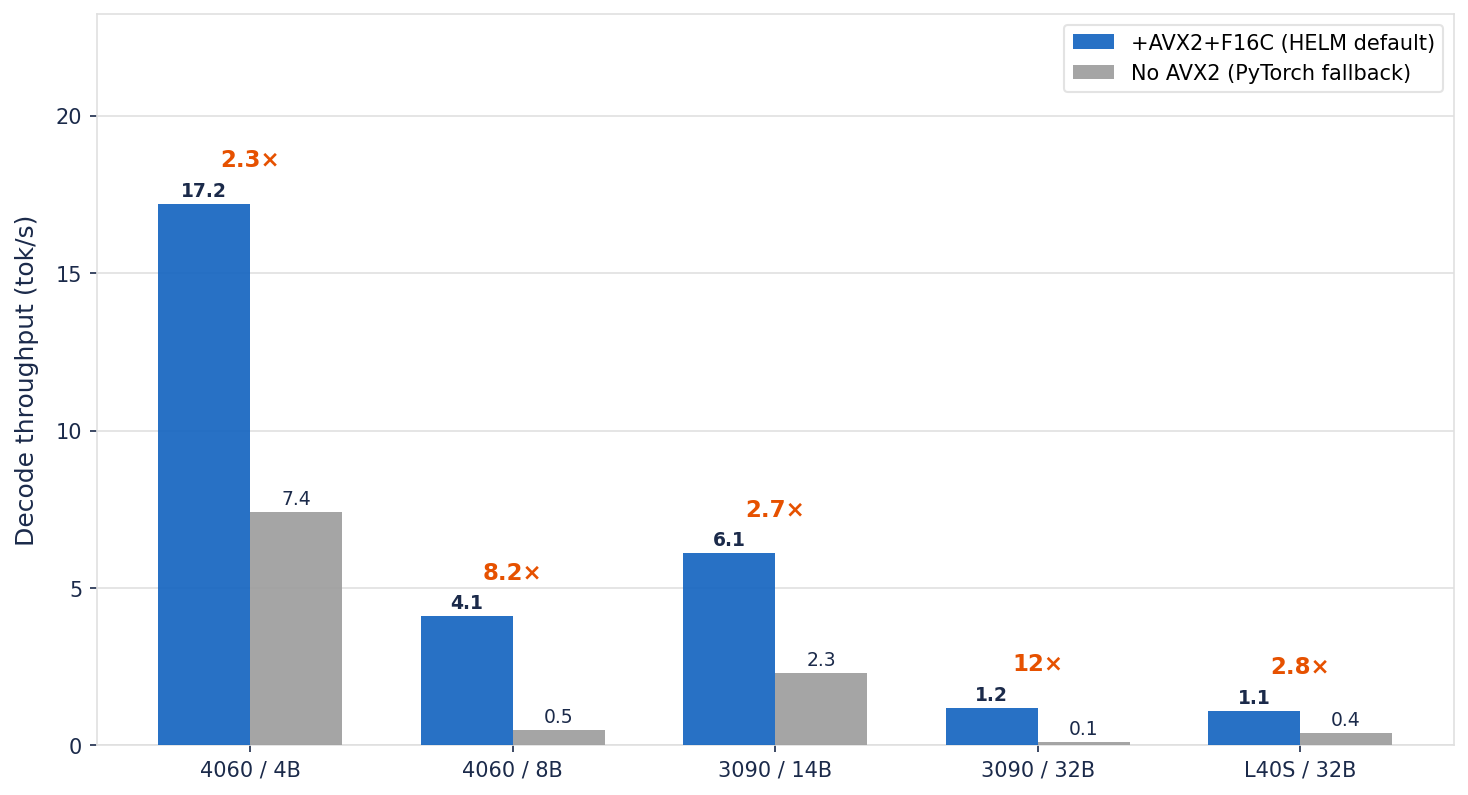 +AVX2+F16C (HELM default)
No AVX2 (PyTorch fallback)
Decode throughput (tok/s)
20
15
10
5
0
2.3×
17.2
7.4
8.2×
4.1
0.5
2.7×
6.1
2.3
12×
1.2
0.1
2.8×
1.1
0.4
4060 / 4B
4060 / 8B
3090 / 14B
3090 / 32B
L40S / 32B